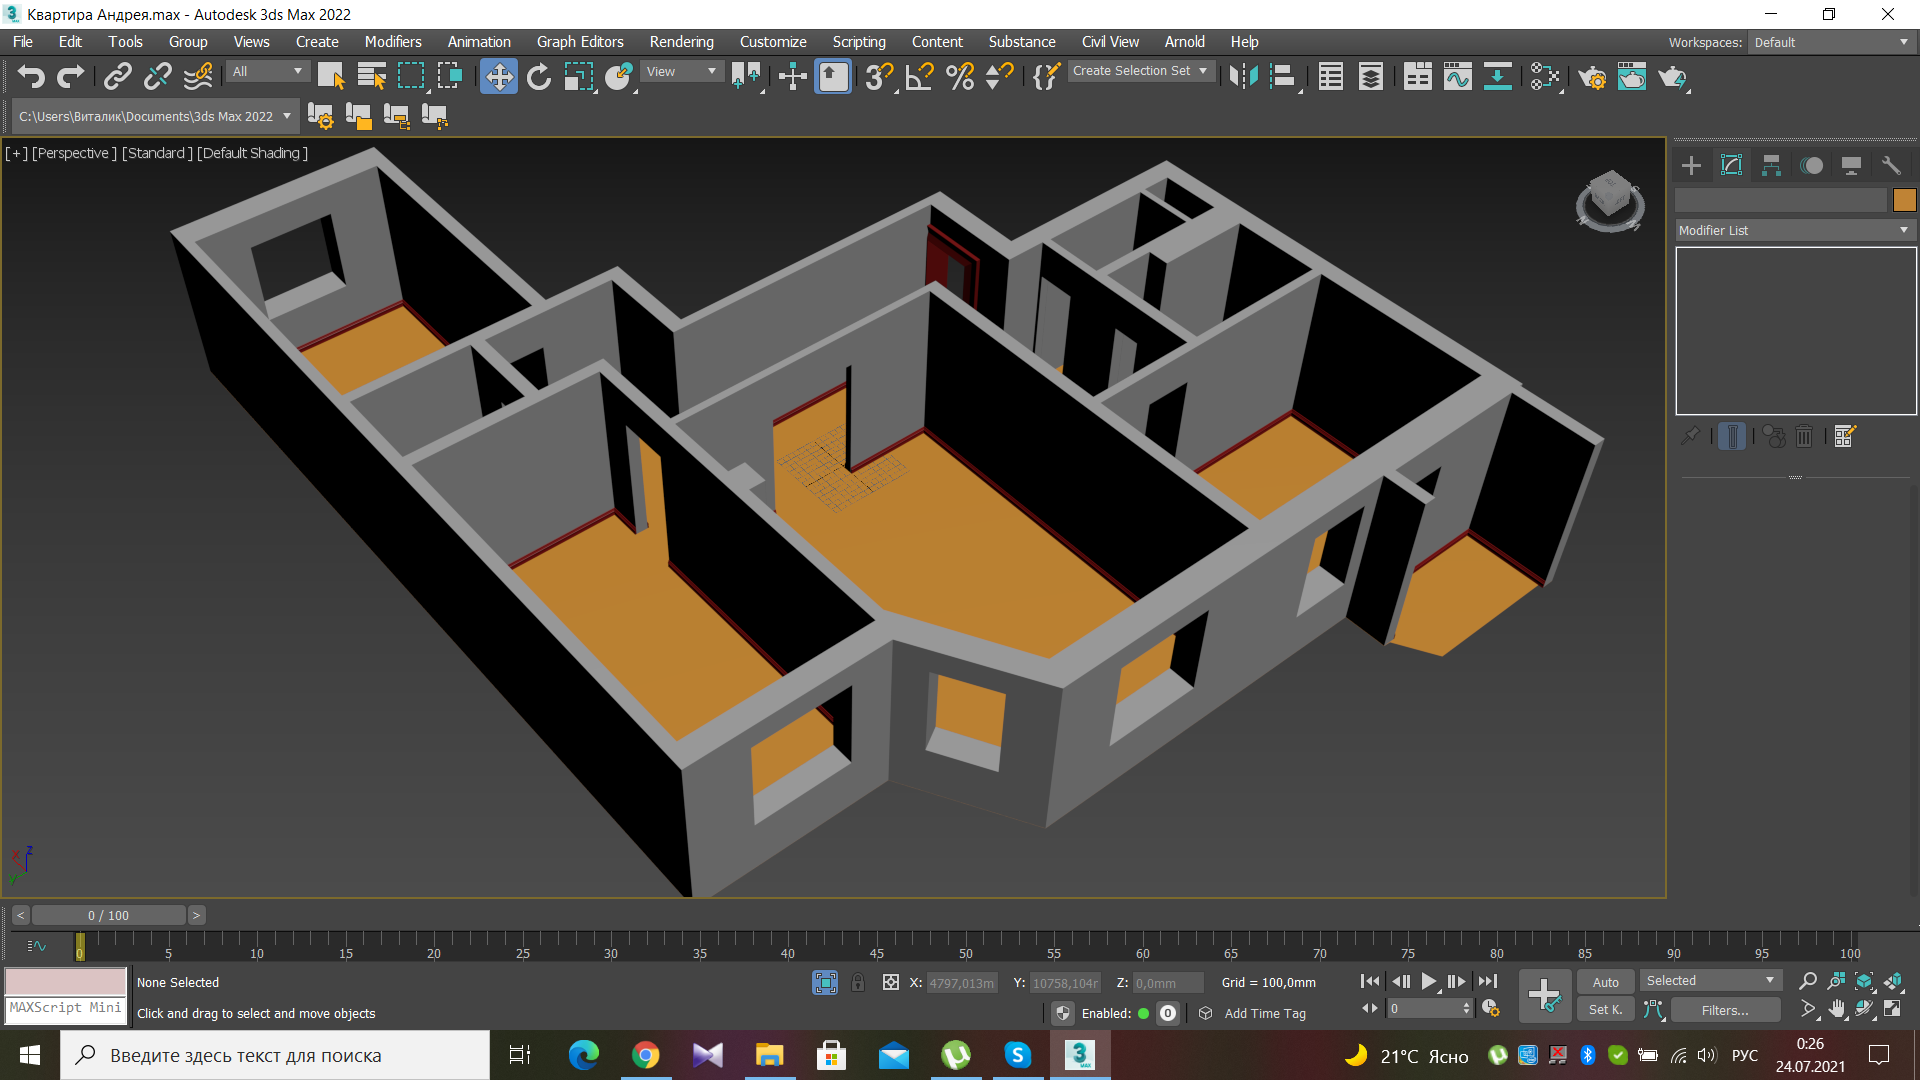 Квартира Андрея.max - Autodesk 3ds Max 2022
File Edit Tools Group Views Create Modifiers Animation Graph Editors Rendering Customize Scripting Content Substance Civil View Arnold Help Workspaces: Default
All View Create Selection Set
C:\Users\Виталик\Documents\3ds Max 2022
[+] [Perspective ] [Standard ] [Default Shading ]
Modifier List
0 / 100
0 5 10 15 20 25 30 35 40 45 50 55 60 65 70 75 80 85 90 95 100
None Selected X: 4797,013m Y: 10758,104r Z: 0,0mm Grid = 100,0mm Auto Selected
MAXScript Mini Click and drag to select and move objects Enabled: 0 Add Time Tag 0 Set K. Filters...
z
x
y
Введите здесь текст для поиска 21°C Ясно РУС 0:26
24.07.2021